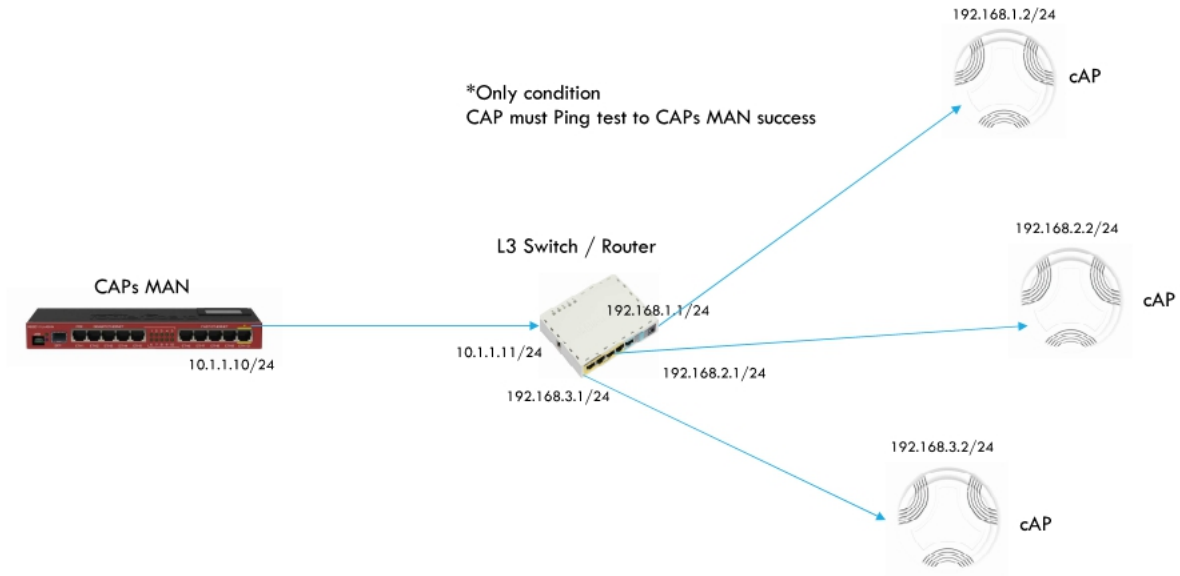 192.168.1.2/24
cAP
*Only condition
CAP must Ping test to CAPs MAN success
192.168.2.2/24
cAP
L3 Switch / Router
CAPs MAN
192.168.1.1/24
10.1.1.11/24
10.1.1.10/24
192.168.2.1/24
192.168.3.1/24
192.168.3.2/24
cAP